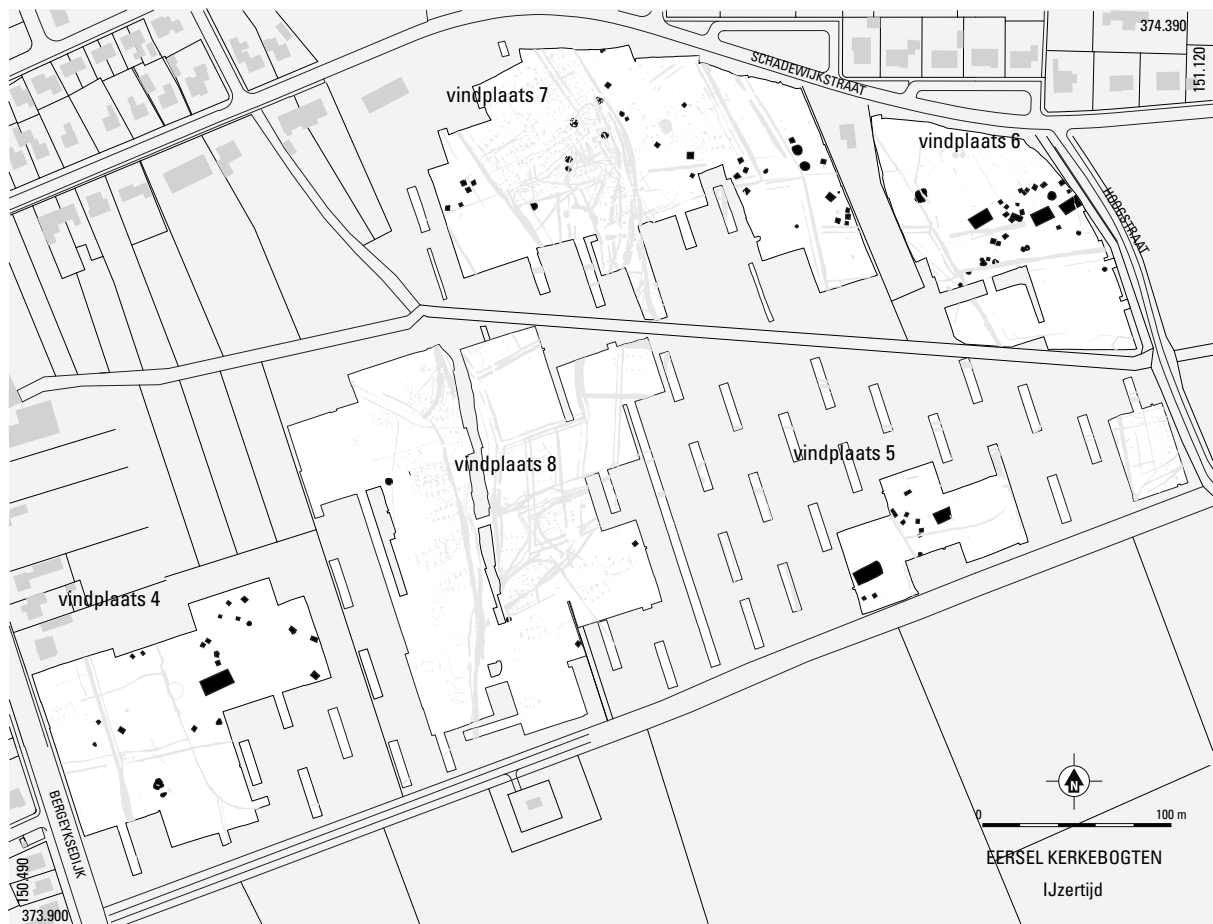 374.390
151.120
SCHADEWIJKSTRAAT
vindplaats 7
vindplaats 6
HOOGSTRAAT
vindplaats 8
vindplaats 5
vindplaats 4
N
0 100 m
BERGEYKSEDIJK
EERSEL KERKEBOGTEN
IJzertijd
150.490
373.900